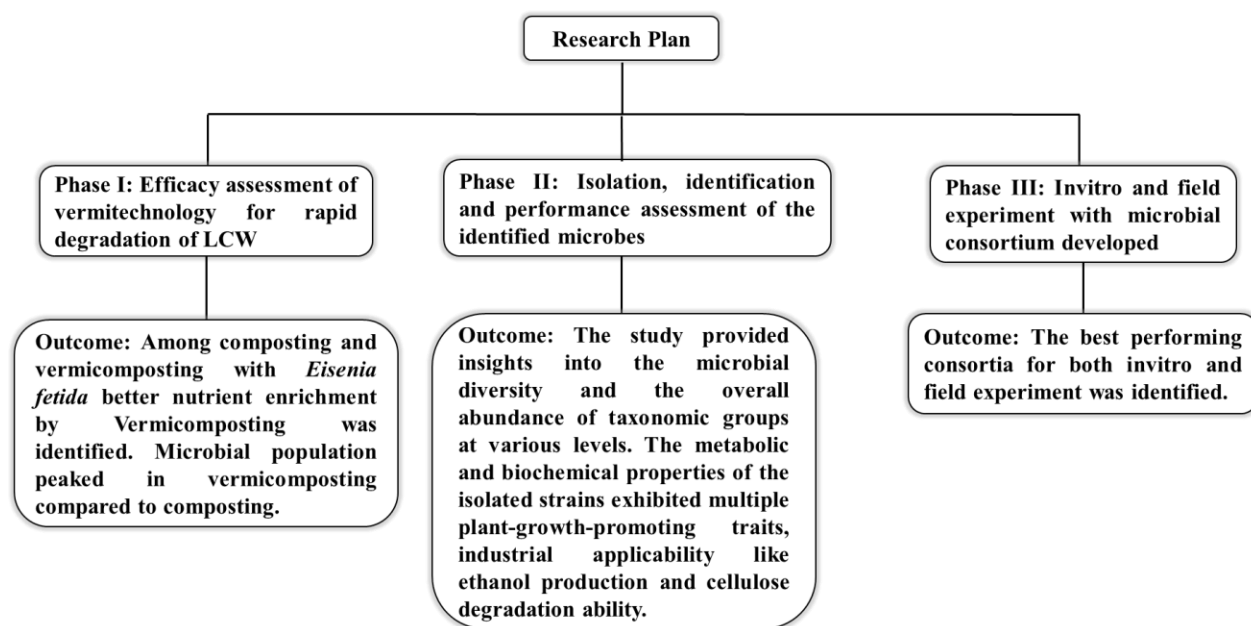 Research Plan
Phase I: Efficacy assessment of
vermitechnology for rapid
degradation of LCW
Outcome: Among composting and
vermicomposting with Eisenia
fetida better nutrient enrichment
by Vermicomposting was
identified. Microbial population
peaked in vermicomposting
compared to composting.
Phase II: Isolation, identification
and performance assessment of the
identified microbes
Outcome: The study provided
insights into the microbial
diversity and the overall
abundance of taxonomic groups
at various levels. The metabolic
and biochemical properties of the
isolated strains exhibited multiple
plant-growth-promoting traits,
industrial applicability like
ethanol production and cellulose
degradation ability.
Phase III: Invitro and field
experiment with microbial
consortium developed
Outcome: The best performing
consortia for both invitro and
field experiment was identified.